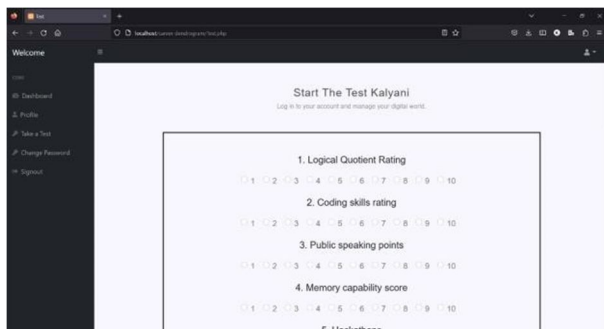 Test
localhost/career-
Welcome
Dashboard
Profile
Take a Test
Change Password
Signout
Start The Test Kalyani
Log in to your account and manage your digital world.
1. Logical Quotient Rating
1 2 3 4 5 6 7 8 9 10
2. Coding skills rating
1 2 3 4 5 6 7 8 9 10
3. Public speaking points
1 2 3 4 5 6 7 8 9 10
4. Memory capability score
1 2 3 4 5 6 7 8 9 10
5. Hackathons